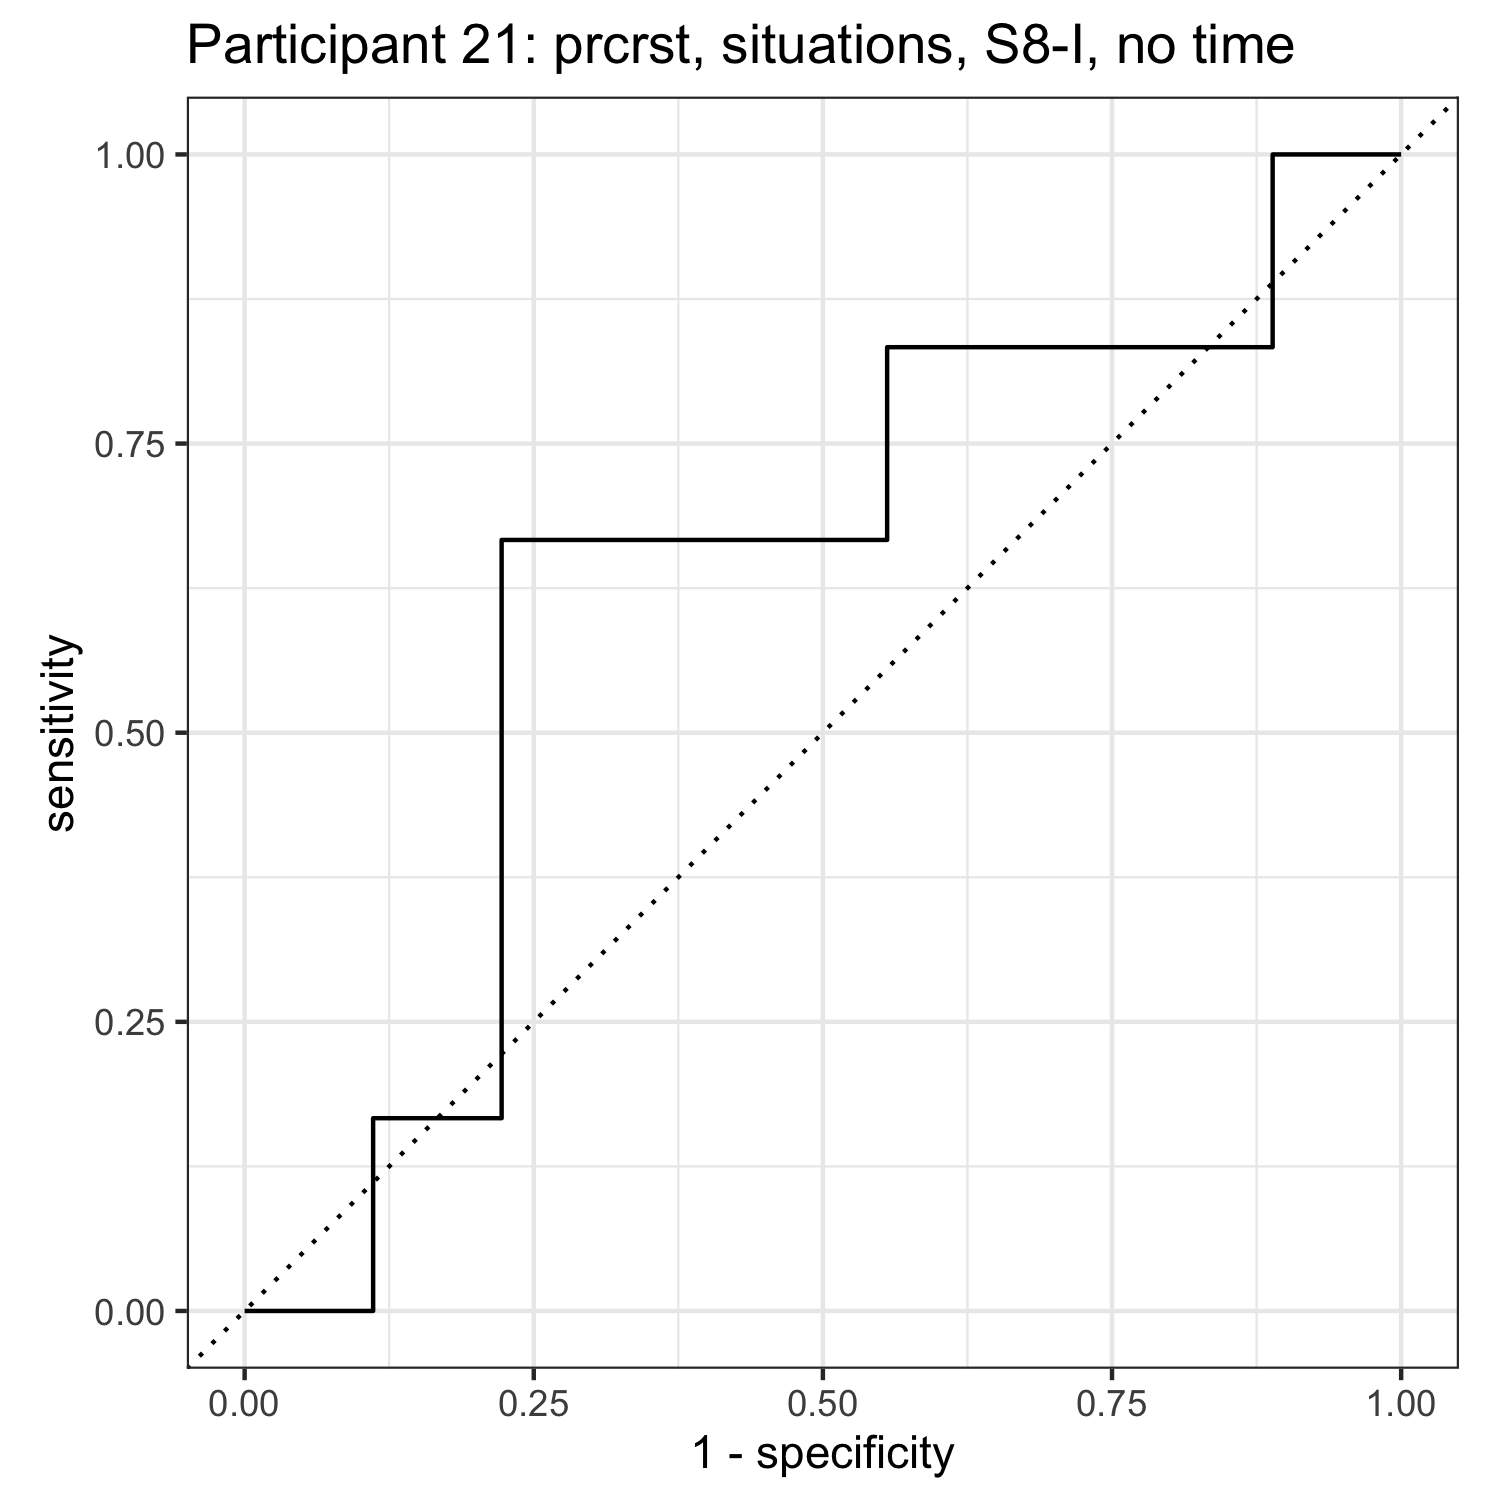 Participant 21: prcrst, situations, S8-I, no time
1.00
0.75
0.50
0.25
0.00
sensitivity
0.00 0.25 0.50 0.75 1.00
1 - specificity